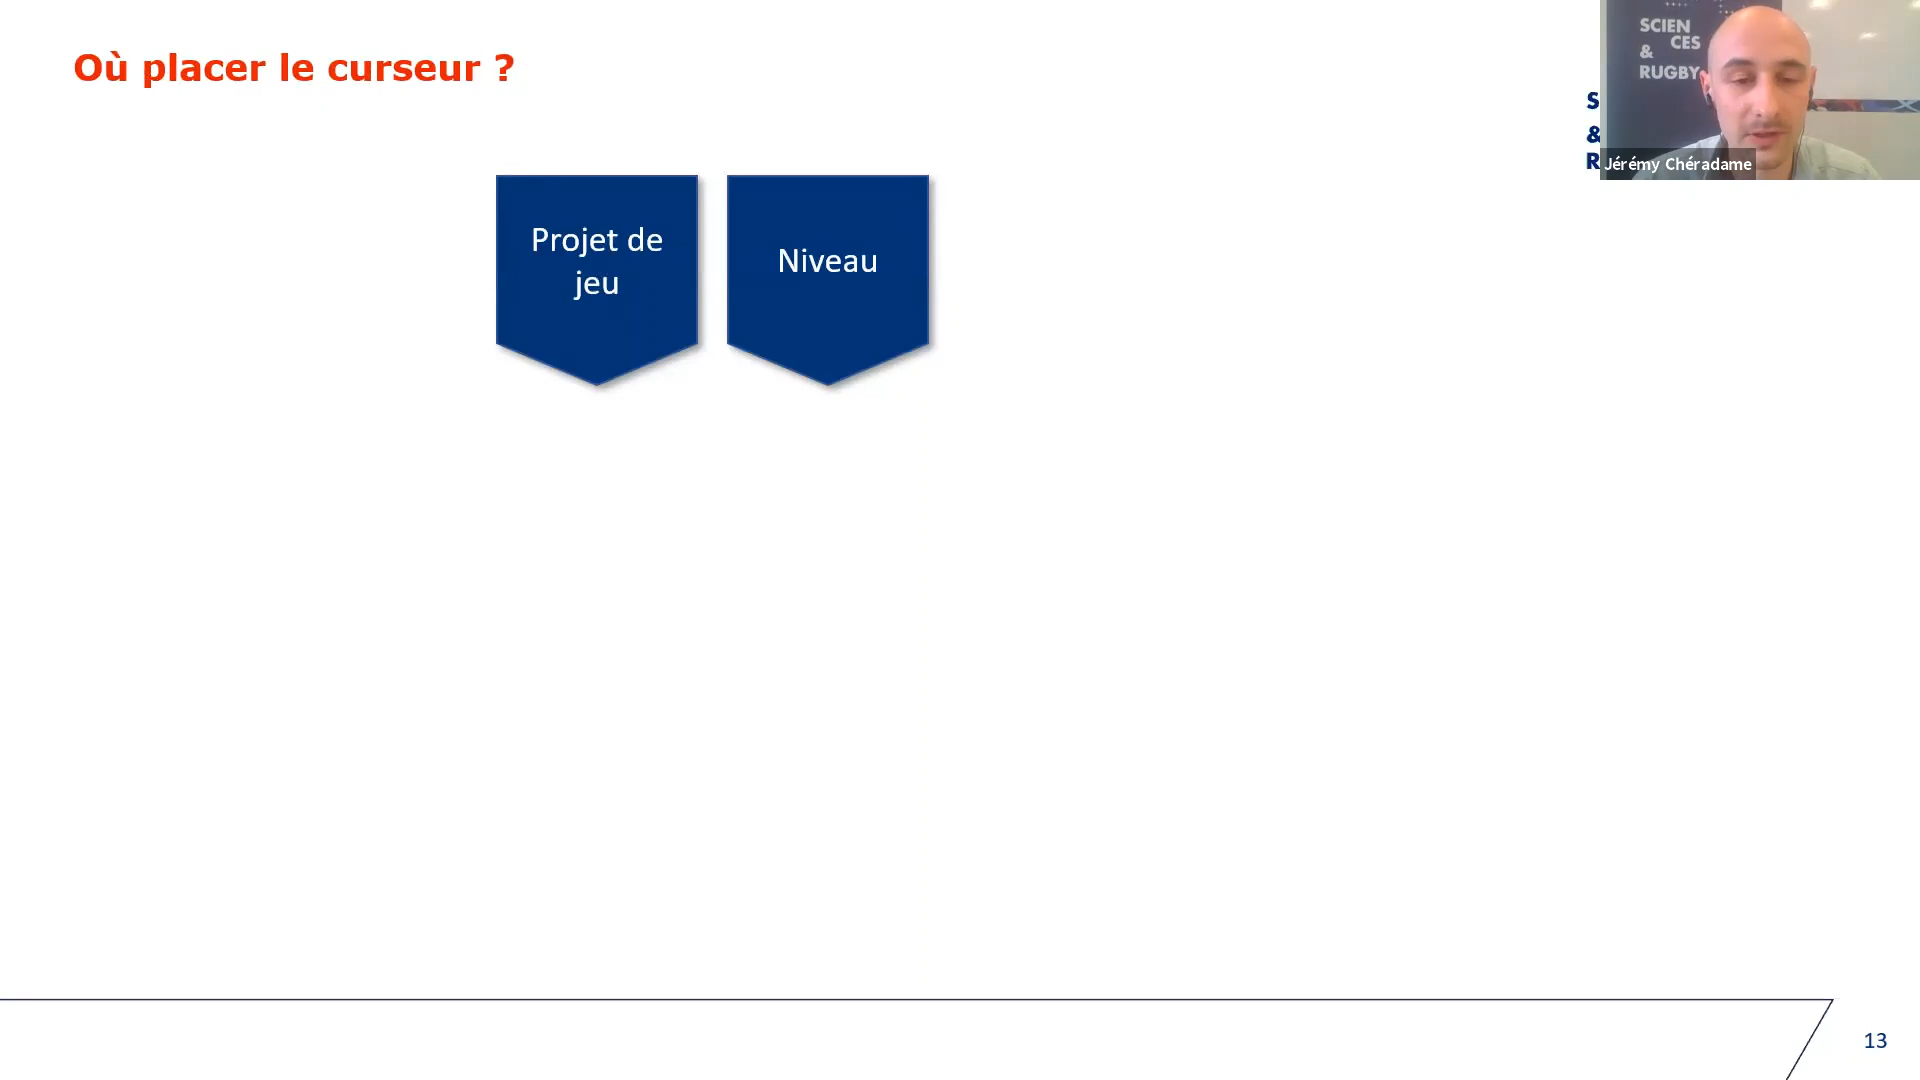 Où placer le curseur ?
SCIEN
CES
&
RUGBY
S
&
R
Jérémy Chéradame
Projet de
jeu
Niveau
13